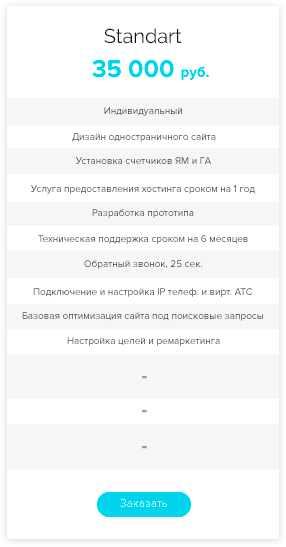 Standart
35 000 руб.
Индивидуальный
Дизайн одностраничного сайта
Установка счетчиков ЯМ и ГА
Услуга предоставления хостинга сроком на 1 год
Разработка прототипа
Техническая поддержка сроком на 6 месяцев
Обратный звонок, 25 сек.
Подключение и настройка IP телеф. и вирт. АТС
Базовая оптимизация сайта под поисковые запросы
Настройка целей и ремаркетинга
-
-
-
Заказать